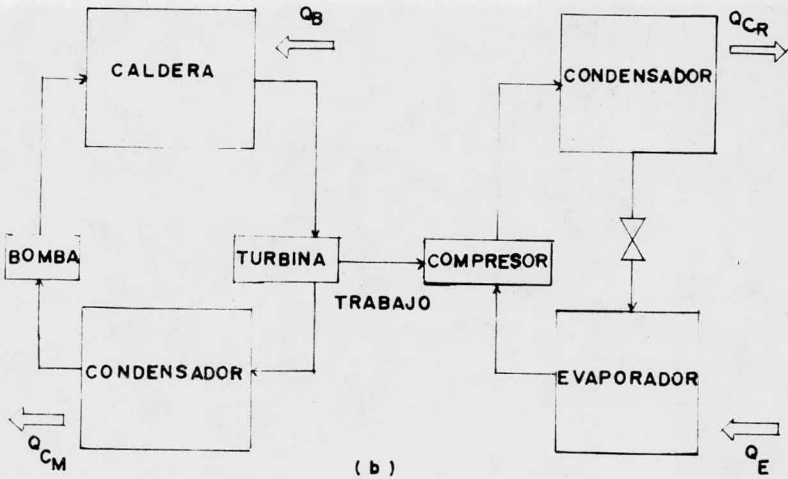 Q_B
CALDERA
Q_CR
CONDENSADOR
BOMBA
TURBINA
TRABAJO
COMPRESOR
CONDENSADOR
Q_CM
EVAPORADOR
Q_E
(b)